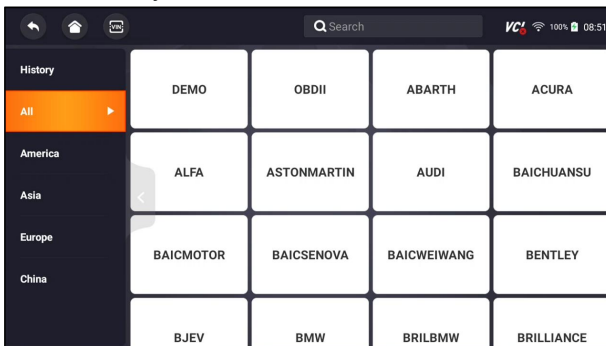 VIN
Search
VCI 100% 08:51
History
All
America
Asia
Europe
China
DEMO OBDII ABARTH ACURA
ALFA ASTONMARTIN AUDI BAICHUANSU
BAICMOTOR BAICSENOVA BAICWEIWANG BENTLEY
BJEV BMW BRILBMW BRILLIANCE